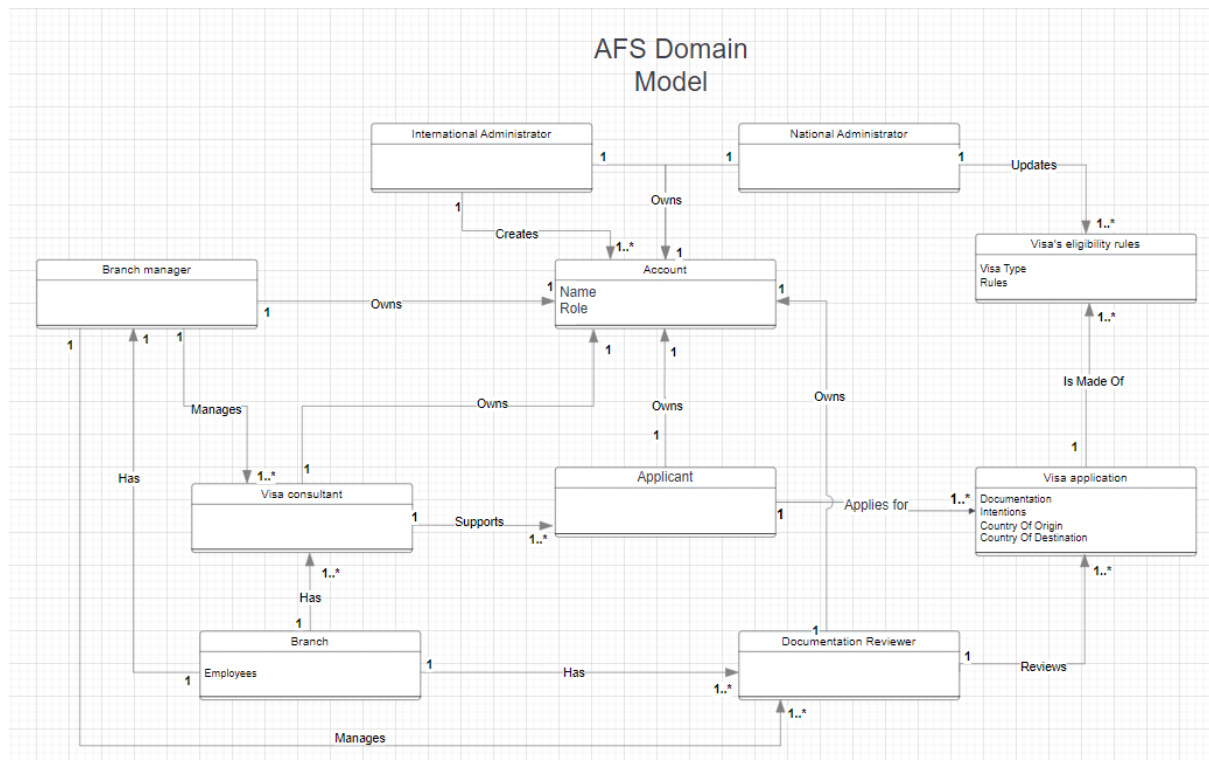 AFS Domain
Model
International Administrator
National Administrator
1
1
1
Updates
Owns
1
Creates
1..*
1
1..*
Visa's eligibility rules
Visa Type
Rules
Branch manager
Account
Name
Role
1
1
1
Owns
1
1
1
1
1
1..*
Is Made Of
Manages
Owns
Owns
Owns
1
1
Has
1..*
1
Visa consultant
Applicant
Visa application
Documentation
Intentions
Country Of Origin
Country Of Destination
1
Supports
1..*
1
Applies for
1..*
1..*
Has
1
1..*
Branch
Employees
1
1
Has
1..*
1
Documentation Reviewer
1
Reviews
1..*
Manages